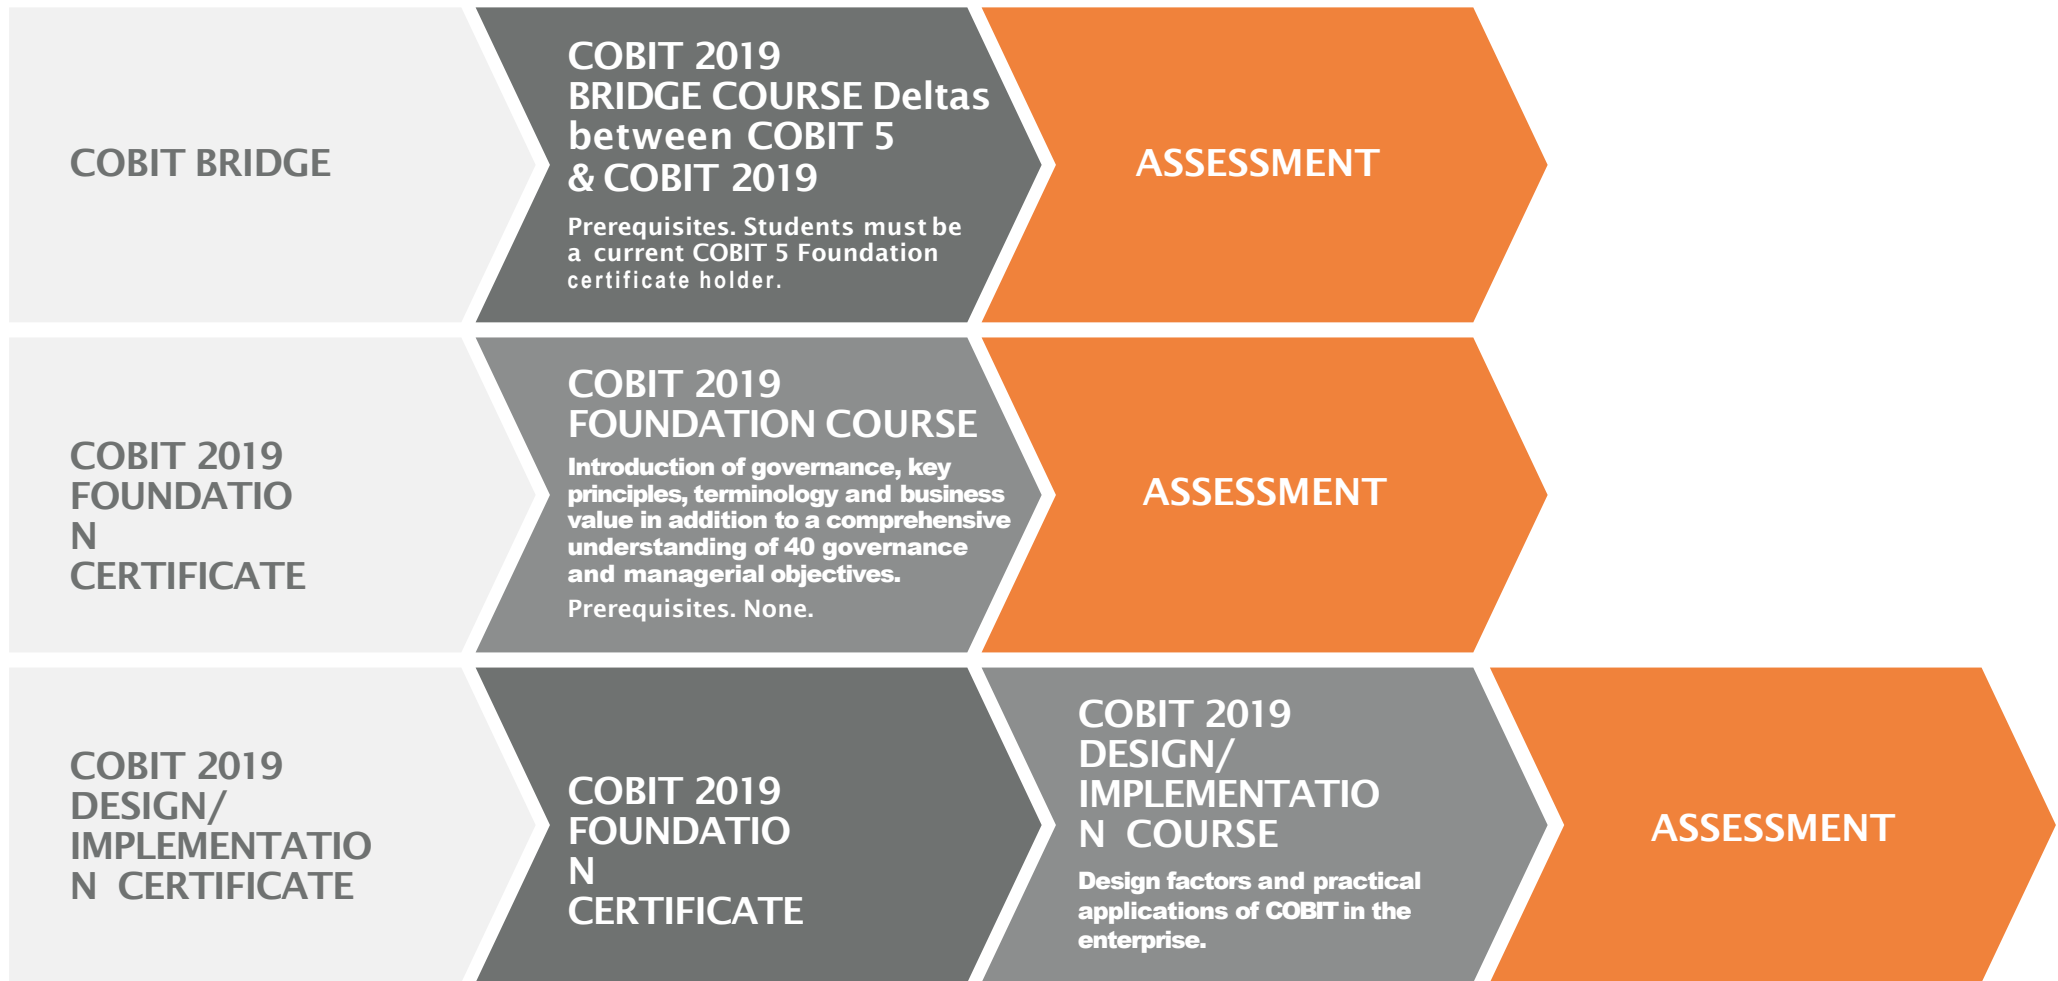 COBIT BRIDGE
COBIT 2019
BRIDGE COURSE Deltas
between COBIT 5
& COBIT 2019
Prerequisites. Students must be
a current COBIT 5 Foundation
certificate holder.
ASSESSMENT
COBIT 2019
FOUNDATIO
N
CERTIFICATE
COBIT 2019
FOUNDATION COURSE
Introduction of governance, key
principles, terminology and business
value in addition to a comprehensive
understanding of 40 governance
and managerial objectives.
Prerequisites. None.
ASSESSMENT
COBIT 2019
DESIGN/
IMPLEMENTATIO
N CERTIFICATE
COBIT 2019
FOUNDATIO
N
CERTIFICATE
COBIT 2019
DESIGN/
IMPLEMENTATIO
N COURSE
Design factors and practical
applications of COBIT in the
enterprise.
ASSESSMENT